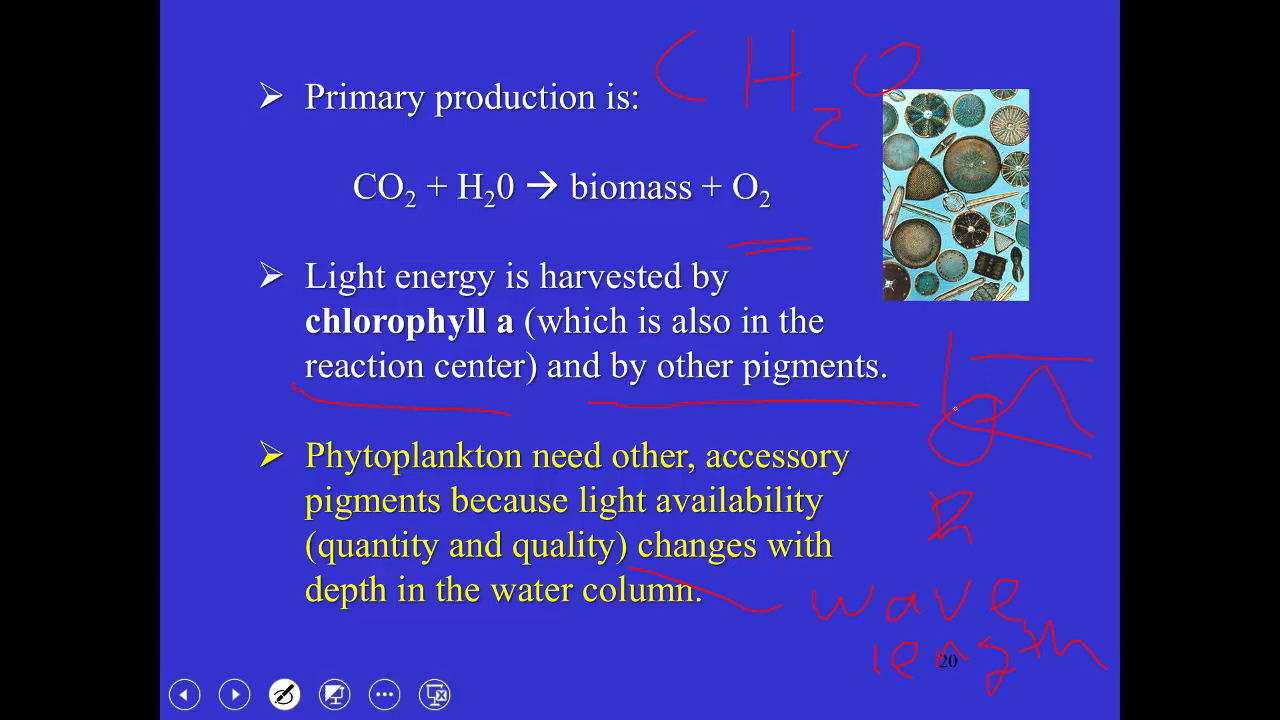 CH2O
➢ Primary production is:
CO2 + H20 → biomass + O2
➢ Light energy is harvested by
chlorophyll a (which is also in the
reaction center) and by other pigments.
➢ Phytoplankton need other, accessory
pigments because light availability
(quantity and quality) changes with
depth in the water column.
wave
length
20